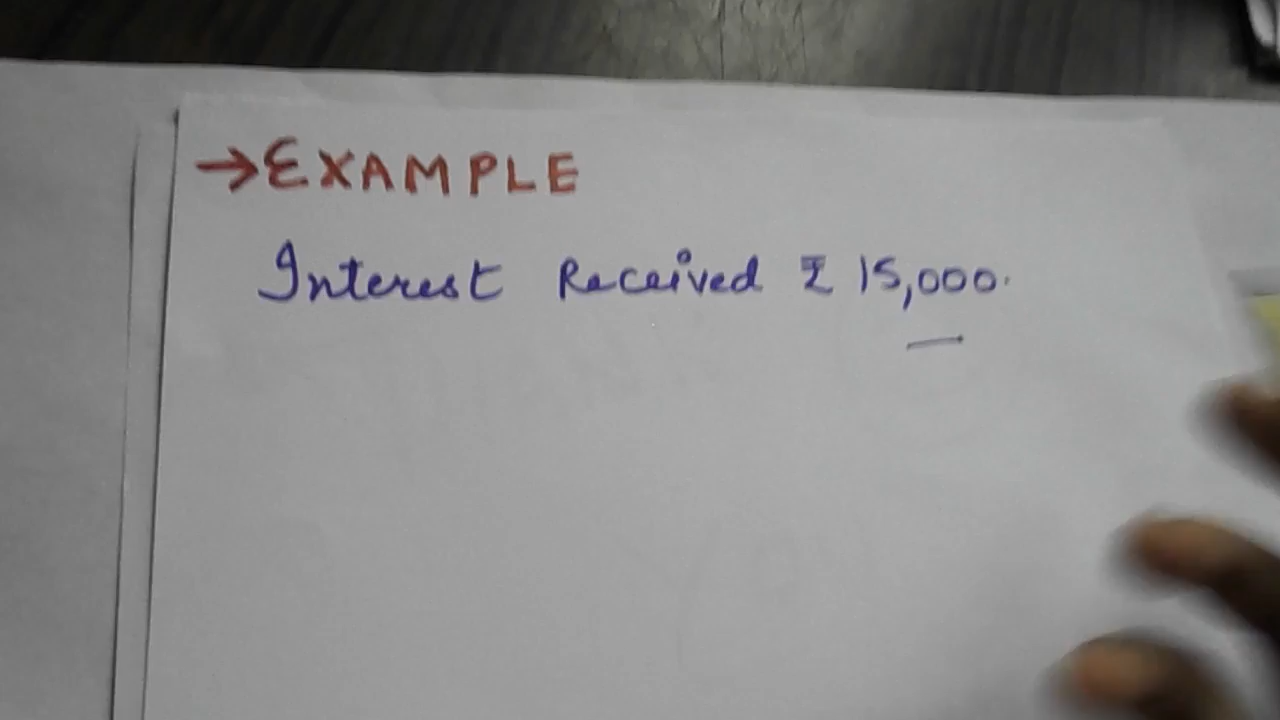 → EXAMPLE
Interest Received ₹ 15,000.